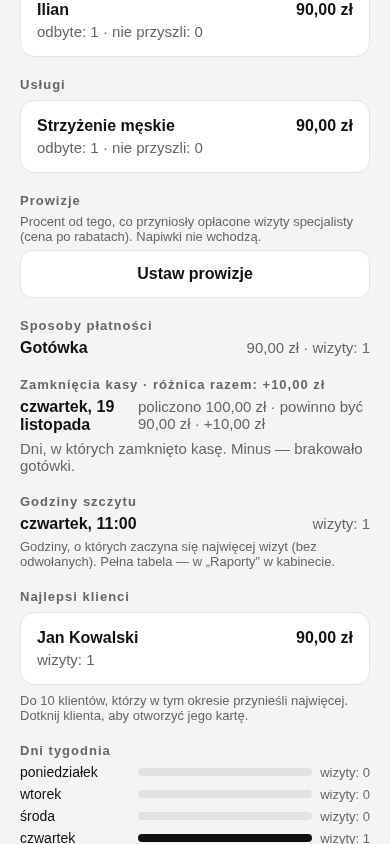 Ilian 90,00 zł
odbyte: 1 · nie przyszli: 0
Usługi
Strzyżenie męskie 90,00 zł
odbyte: 1 · nie przyszli: 0
Prowizje
Procent od tego, co przyniosły opłacone wizyty specjalisty
(cena po rabatach). Napiwki nie wchodzą.
Ustaw prowizje
Sposoby płatności
Gotówka 90,00 zł · wizyty: 1
Zamknięcia kasy · różnica razem: +10,00 zł
czwartek, 19 policzono 100,00 zł · powinno być
listopada 90,00 zł · +10,00 zł
Dni, w których zamknięto kasę. Minus — brakowało
gotówki.
Godziny szczytu
czwartek, 11:00 wizyty: 1
Godziny, o których zaczyna się najwięcej wizyt (bez
odwołanych). Pełna tabela — w „Raporty” w kabinecie.
Najlepsi klienci
Jan Kowalski 90,00 zł
wizyty: 1
Do 10 klientów, którzy w tym okresie przynieśli najwięcej.
Dotknij klienta, aby otworzyć jego kartę.
Dni tygodnia
poniedziałek wizyty: 0
wtorek wizyty: 0
środa wizyty: 0
czwartek wizyty: 1